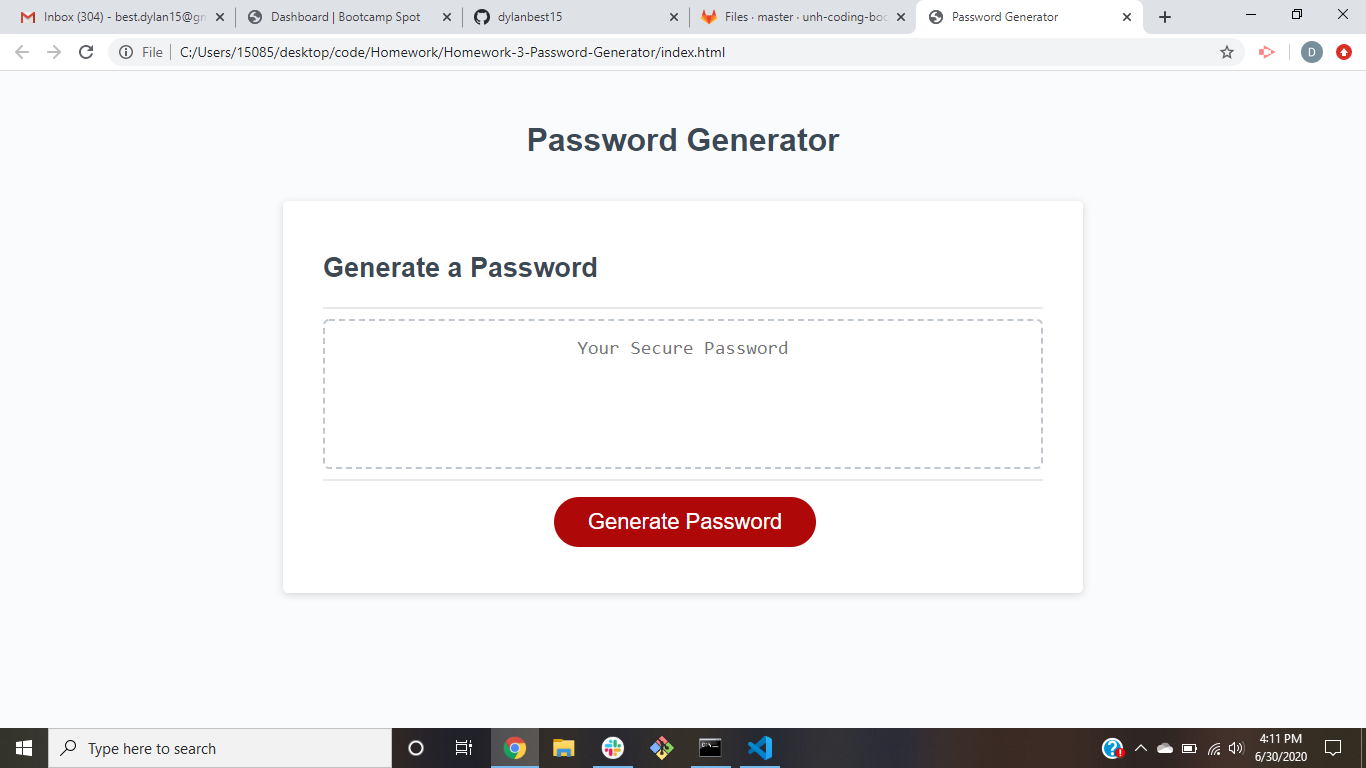 Inbox (304) - best.dylan15@gm
Dashboard | Bootcamp Spot
dylanbest15
Files · master · unh-coding-boo
Password Generator
File
C:/Users/15085/desktop/code/Homework/Homework-3-Password-Generator/index.html
D
Password Generator
Generate a Password
Your Secure Password
Generate Password
Type here to search
4:11 PM
6/30/2020